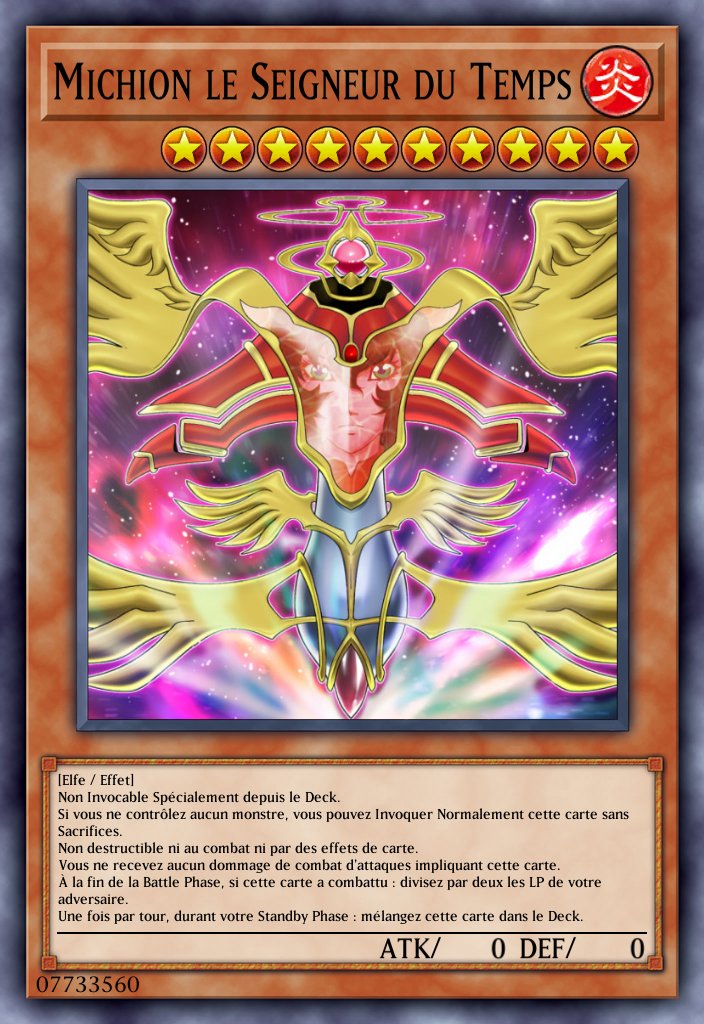 Michion le Seigneur du Temps
炎
[Elfe / Effet]
Non Invocable Spécialement depuis le Deck.
Si vous ne contrôlez aucun monstre, vous pouvez Invoquer Normalement cette carte sans
Sacrifices.
Non destructible ni au combat ni par des effets de carte.
Vous ne recevez aucun dommage de combat d'attaques impliquant cette carte.
À la fin de la Battle Phase, si cette carte a combattu : divisez par deux les LP de votre
adversaire.
Une fois par tour, durant votre Standby Phase : mélangez cette carte dans le Deck.
ATK/ 0 DEF/ 0
07733560